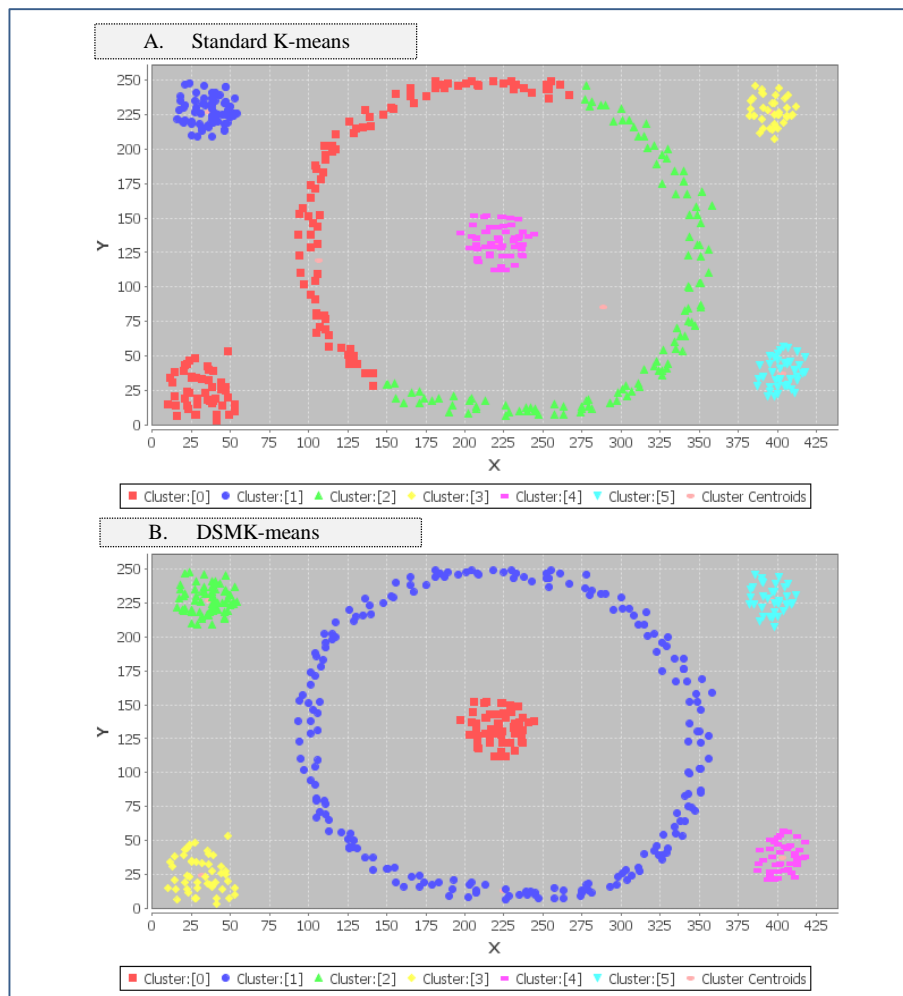 A. Standard K-means
250
225
200
175
150
125
100
75
50
25
0
Y
0 25 50 75 100 125 150 175 200 225 250 275 300 325 350 375 400 425
X
Cluster:[0] Cluster:[1] Cluster:[2] Cluster:[3] Cluster:[4] Cluster:[5] Cluster Centroids
B. DSMK-means
250
225
200
175
150
125
100
75
50
25
0
Y
0 25 50 75 100 125 150 175 200 225 250 275 300 325 350 375 400 425
X
Cluster:[0] Cluster:[1] Cluster:[2] Cluster:[3] Cluster:[4] Cluster:[5] Cluster Centroids